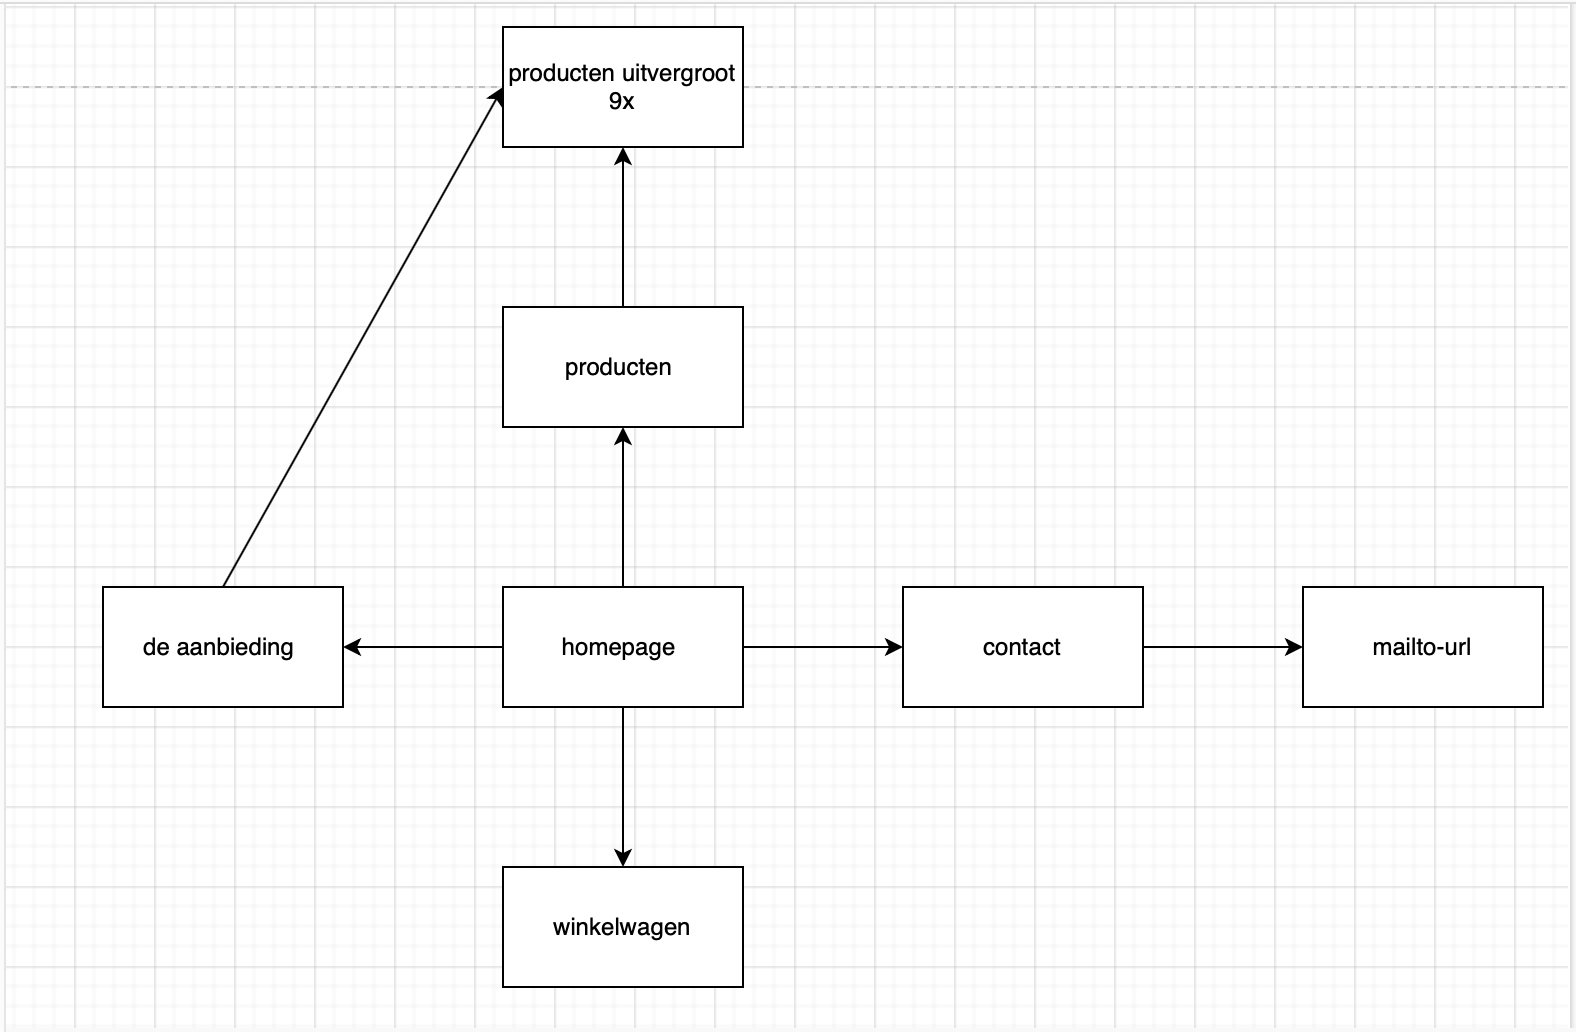 producten uitvergroot
9x
producten
de aanbieding
homepage
contact
mailto-url
winkelwagen